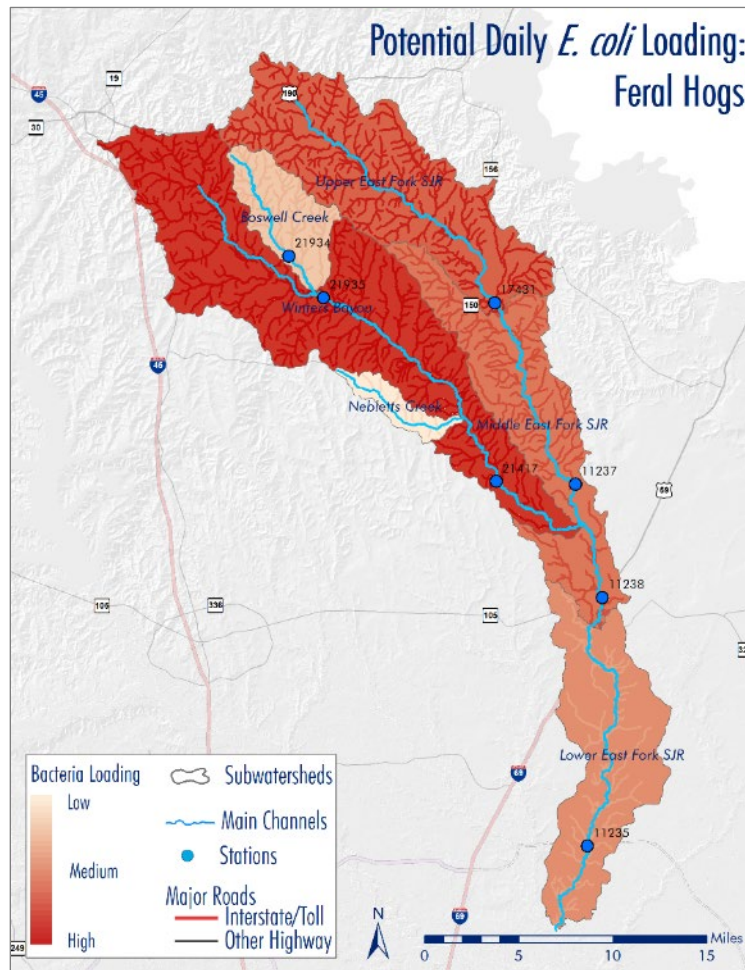 Potential Daily E. coli Loading:
Feral Hogs
19
45
190
30
156
Upper East Fork SJR
Boswell Creek
21934
21935
17431
150
Winters Bayou
45
Nebletts Creek
Middle East Fork SJR
21417
11237
59
11238
105
336
105
Lower East Fork SJR
69
11235
69
249
Bacteria Loading
Low
Medium
High
Subwatersheds
Main Channels
Stations
Major Roads
Interstate/Toll
Other Highway
N
Miles
0 5 10 15